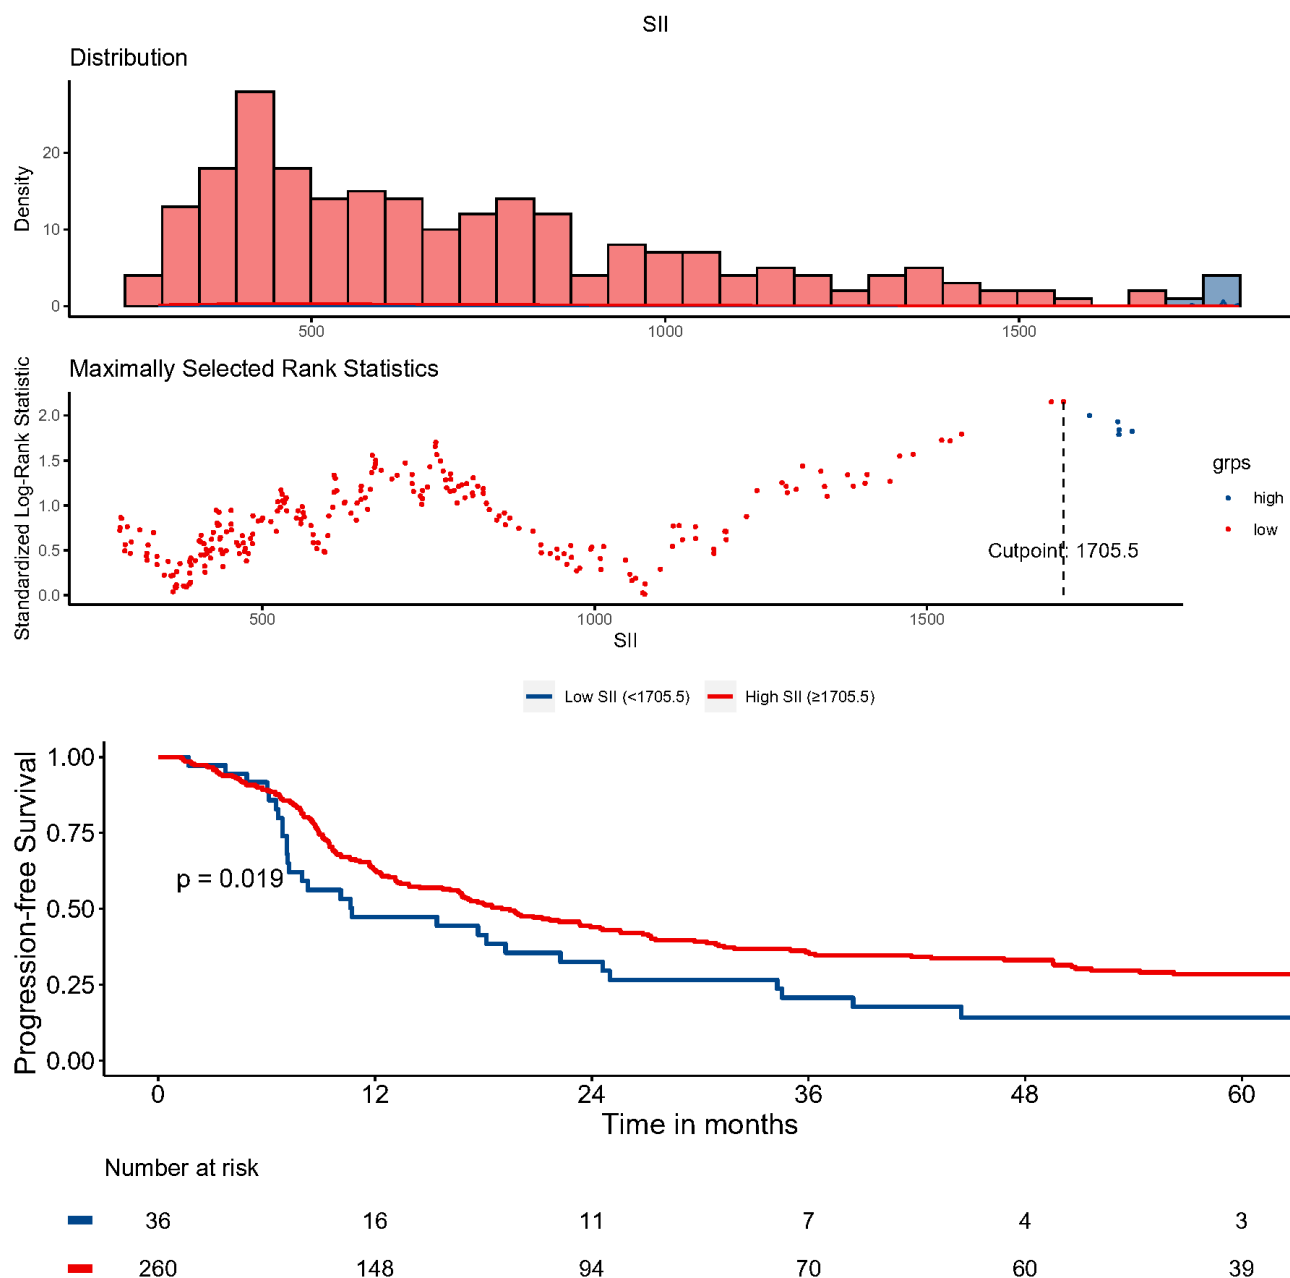 SII
Distribution
Density
20
10
0
500 1000 1500
Maximally Selected Rank Statistics
Standardized Log-Rank Statistic
2.0
1.5
1.0
0.5
0.0
Cutpoint: 1705.5
grps
high
low
500 1000 1500
SII
Low SII (<1705.5) High SII (≥1705.5)
Progression-free Survival
1.00
0.75
0.50
0.25
0.00
p = 0.019
0 12 24 36 48 60
Time in months
Number at risk
36 16 11 7 4 3
260 148 94 70 60 39